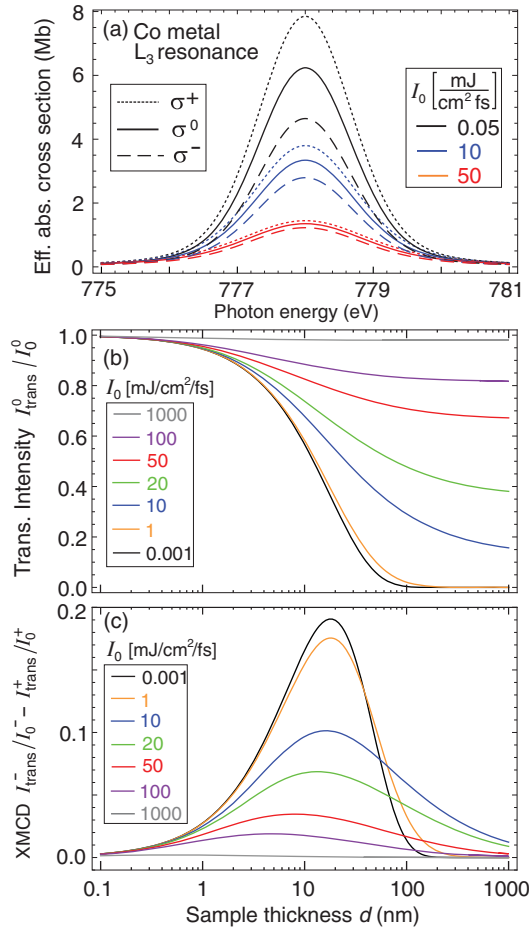 (a) Co metal
L₃ resonance
σ⁺
σ⁰
σ⁻
I₀ [mJ/cm² fs]
0.05
10
50
Eff. abs. cross section (Mb)
8
6
4
2
0
775 777 779 781
Photon energy (eV)
(b)
I₀ [mJ/cm²/fs]
1000
100
50
20
10
1
0.001
Trans. Intensity I⁰trans / I⁰₀
1.0
0.8
0.6
0.4
0.2
0.0
(c)
I₀ [mJ/cm²/fs]
0.001
1
10
20
50
100
1000
XMCD I⁻trans/I₀⁻ – I⁺trans/I₀⁺
0.2
0.1
0.0
0.1 1 10 100 1000
Sample thickness d (nm)